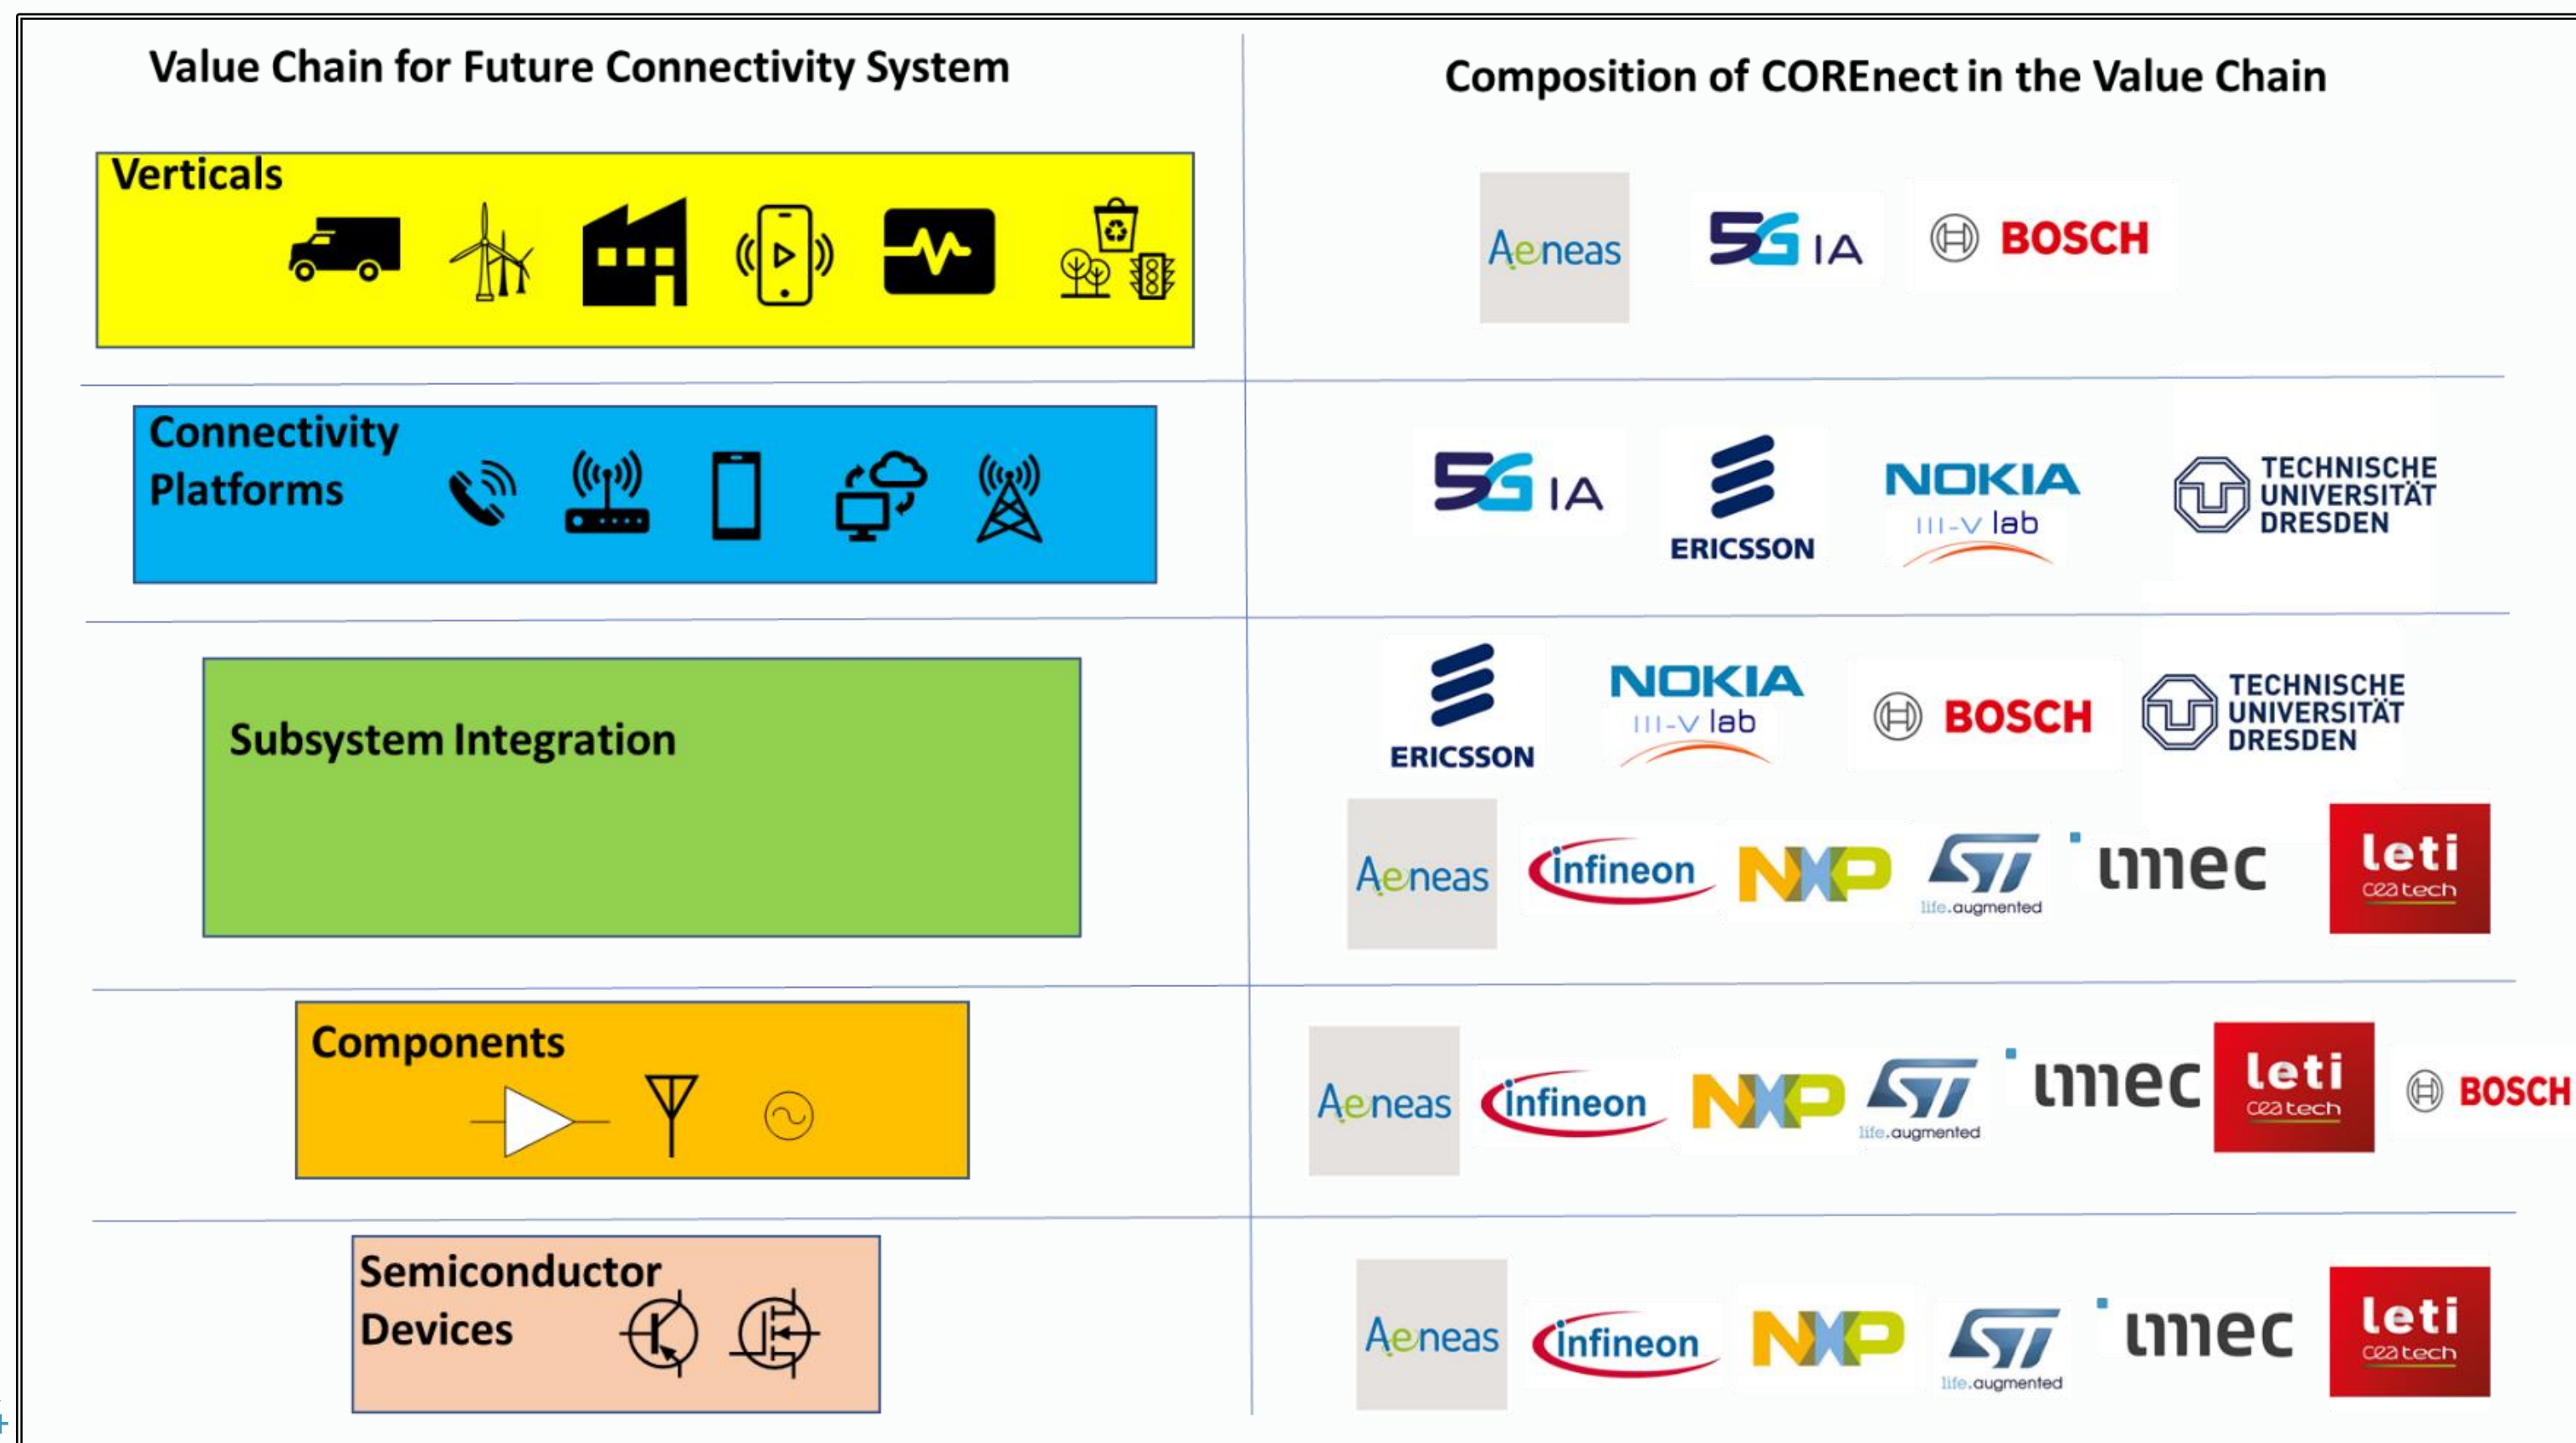 Value Chain for Future Connectivity System
Composition of COREnect in the Value Chain
Verticals
Aeneas
5G IA
BOSCH
Connectivity
Platforms
5G IA
ERICSSON
NOKIA
III-V lab
TECHNISCHE
UNIVERSITÄT
DRESDEN
Subsystem Integration
ERICSSON
NOKIA
III-V lab
BOSCH
TECHNISCHE
UNIVERSITÄT
DRESDEN
Aeneas
infineon
NXP
ST
life.augmented
imec
leti
ceatech
Components
Aeneas
infineon
NXP
ST
life.augmented
imec
leti
ceatech
BOSCH
Semiconductor
Devices
Aeneas
infineon
NXP
ST
life.augmented
imec
leti
ceatech